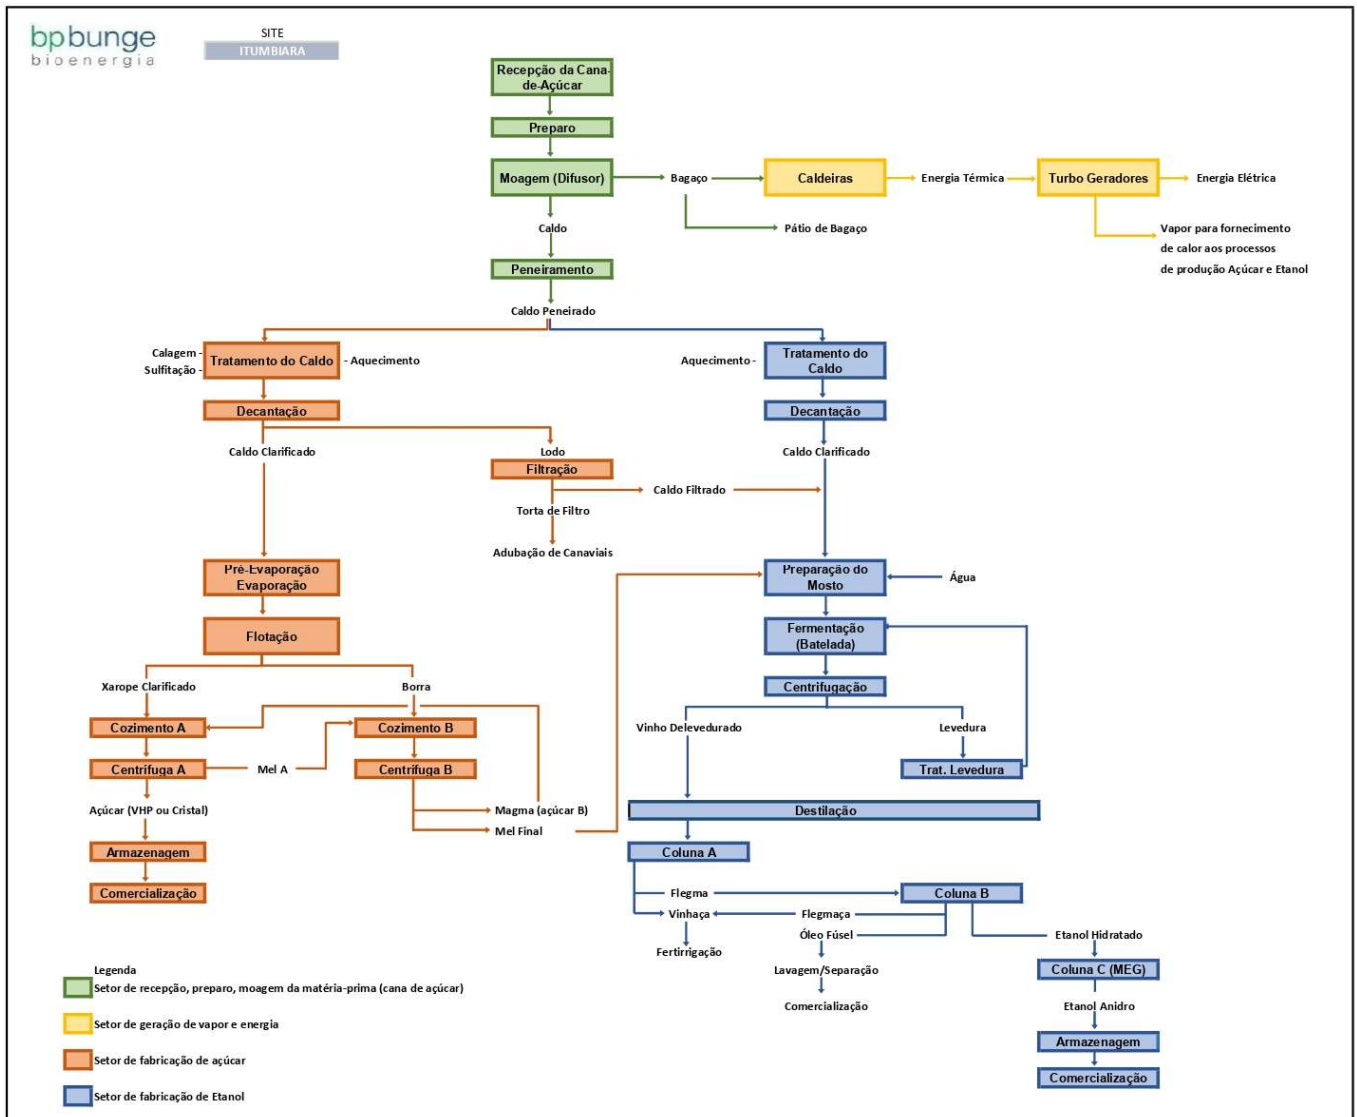 bpbunge
bioenergia
SITE
ITUMBIARA
Recepção da Cana-
de-Açúcar
Preparo
Moagem (Difusor)
Bagaço
Caldeiras
Energia Térmica
Turbo Geradores
Energia Elétrica
Caldo
Pátio de Bagaço
Vapor para fornecimento
de calor aos processos
de produção Açúcar e Etanol
Peneiramento
Caldo Peneirado
Calagem -
Sulfitação -
Tratamento do Caldo
- Aquecimento
Aquecimento -
Tratamento do
Caldo
Decantação
Decantação
Caldo Clarificado
Lodo
Caldo Clarificado
Filtração
Caldo Filtrado
Torta de Filtro
Adubação de Canaviais
Pré-Evaporação
Evaporação
Preparação do
Mosto
Água
Flotação
Fermentação
(Batelada)
Xarope Clarificado
Borra
Centrifugação
Cozimento A
Cozimento B
Vinho Delevedurado
Levedura
Centrífuga A
Mel A
Centrífuga B
Trat. Levedura
Açúcar (VHP ou Cristal)
Magma (açúcar B)
Mel Final
Destilação
Armazenagem
Coluna A
Comercialização
Flegma
Coluna B
Vinhaça
Flegmaça
Óleo Fúsel
Etanol Hidratado
Fertirrigação
Lavagem/Separação
Coluna C (MEG)
Comercialização
Etanol Anidro
Armazenagem
Comercialização
Legenda
Setor de recepção, preparo, moagem da matéria-prima (cana de açúcar)
Setor de geração de vapor e energia
Setor de fabricação de açúcar
Setor de fabricação de Etanol